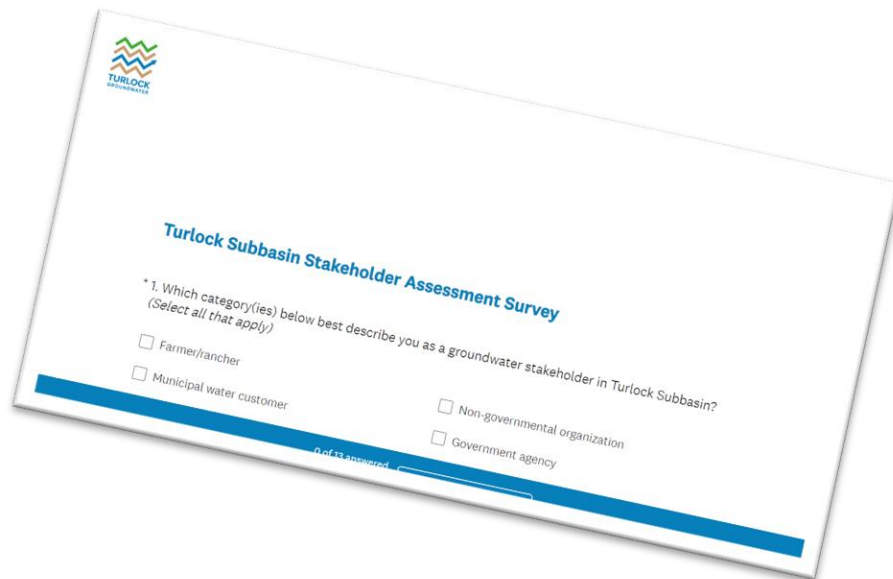 TURLOCK
GROUNDWATER
Turlock Subbasin Stakeholder Assessment Survey
* 1. Which category(ies) below best describe you as a groundwater stakeholder in Turlock Subbasin?
(Select all that apply)
Farmer/rancher
Municipal water customer
Non-governmental organization
Government agency
0 of 13 answered